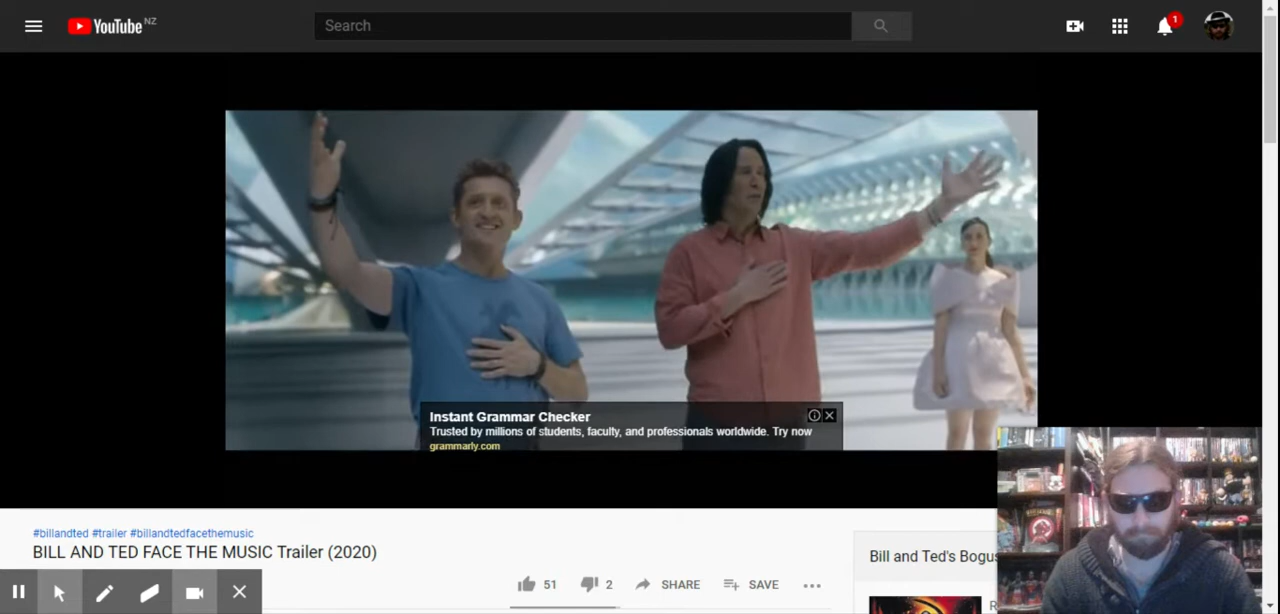 YouTube NZ
Search
1
Instant Grammar Checker
Trusted by millions of students, faculty, and professionals worldwide. Try now
grammarly.com
#billandted #trailer #billandtedfacethemusic
BILL AND TED FACE THE MUSIC Trailer (2020)
51
2
SHARE
SAVE
Bill and Ted's Bogus